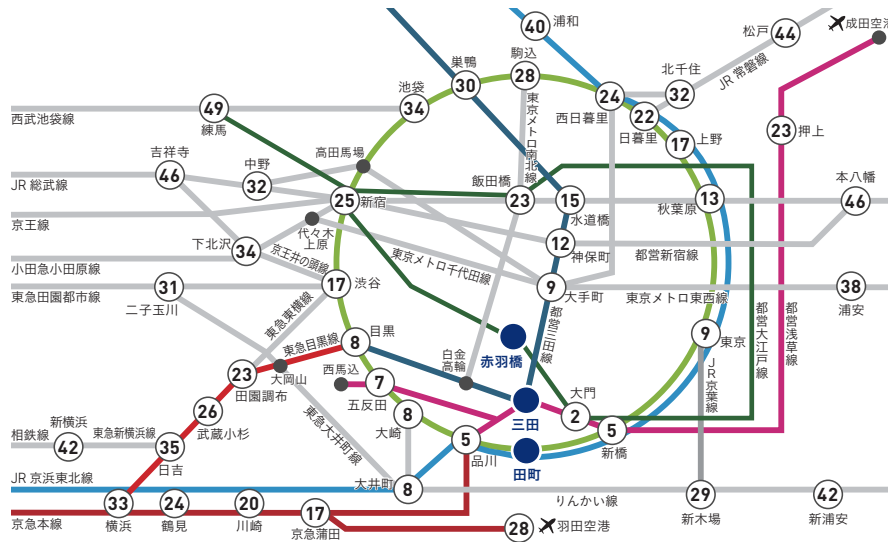 40
浦和
松戸
44
成田空港
巣鴨
駒込
28
北千住
JR 常磐線
池袋
30
24
32
西武池袋線
49
練馬
34
東京メトロ南北線
西日暮里
22
日暮里
17
上野
23
押上
吉祥寺
高田馬場
中野
飯田橋
本八幡
JR 総武線
46
32
25
新宿
23
15
水道橋
13
秋葉原
46
京王線
代々木
上原
12
神保町
都営新宿線
下北沢
34
京王井の頭線
東京メトロ千代田線
小田急小田原線
東急田園都市線
31
二子玉川
17
渋谷
9
大手町
東京メトロ東西線
38
浦安
東急東横線
都営三田線
都営大江戸線
都営浅草線
東急目黒線
8
目黒
赤羽橋
9
東京
JR 京葉線
大岡山
23
田園調布
西馬込
7
五反田
白金
高輪
三田
大門
2
26
武蔵小杉
東急大井町線
8
大崎
5
品川
田町
5
新橋
新横浜
相鉄線
42
東急新横浜線
35
日吉
JR 京浜東北線
大井町
8
りんかい線
29
新木場
42
新浦安
33
横浜
24
鶴見
20
川崎
京急本線
17
京急蒲田
28
羽田空港